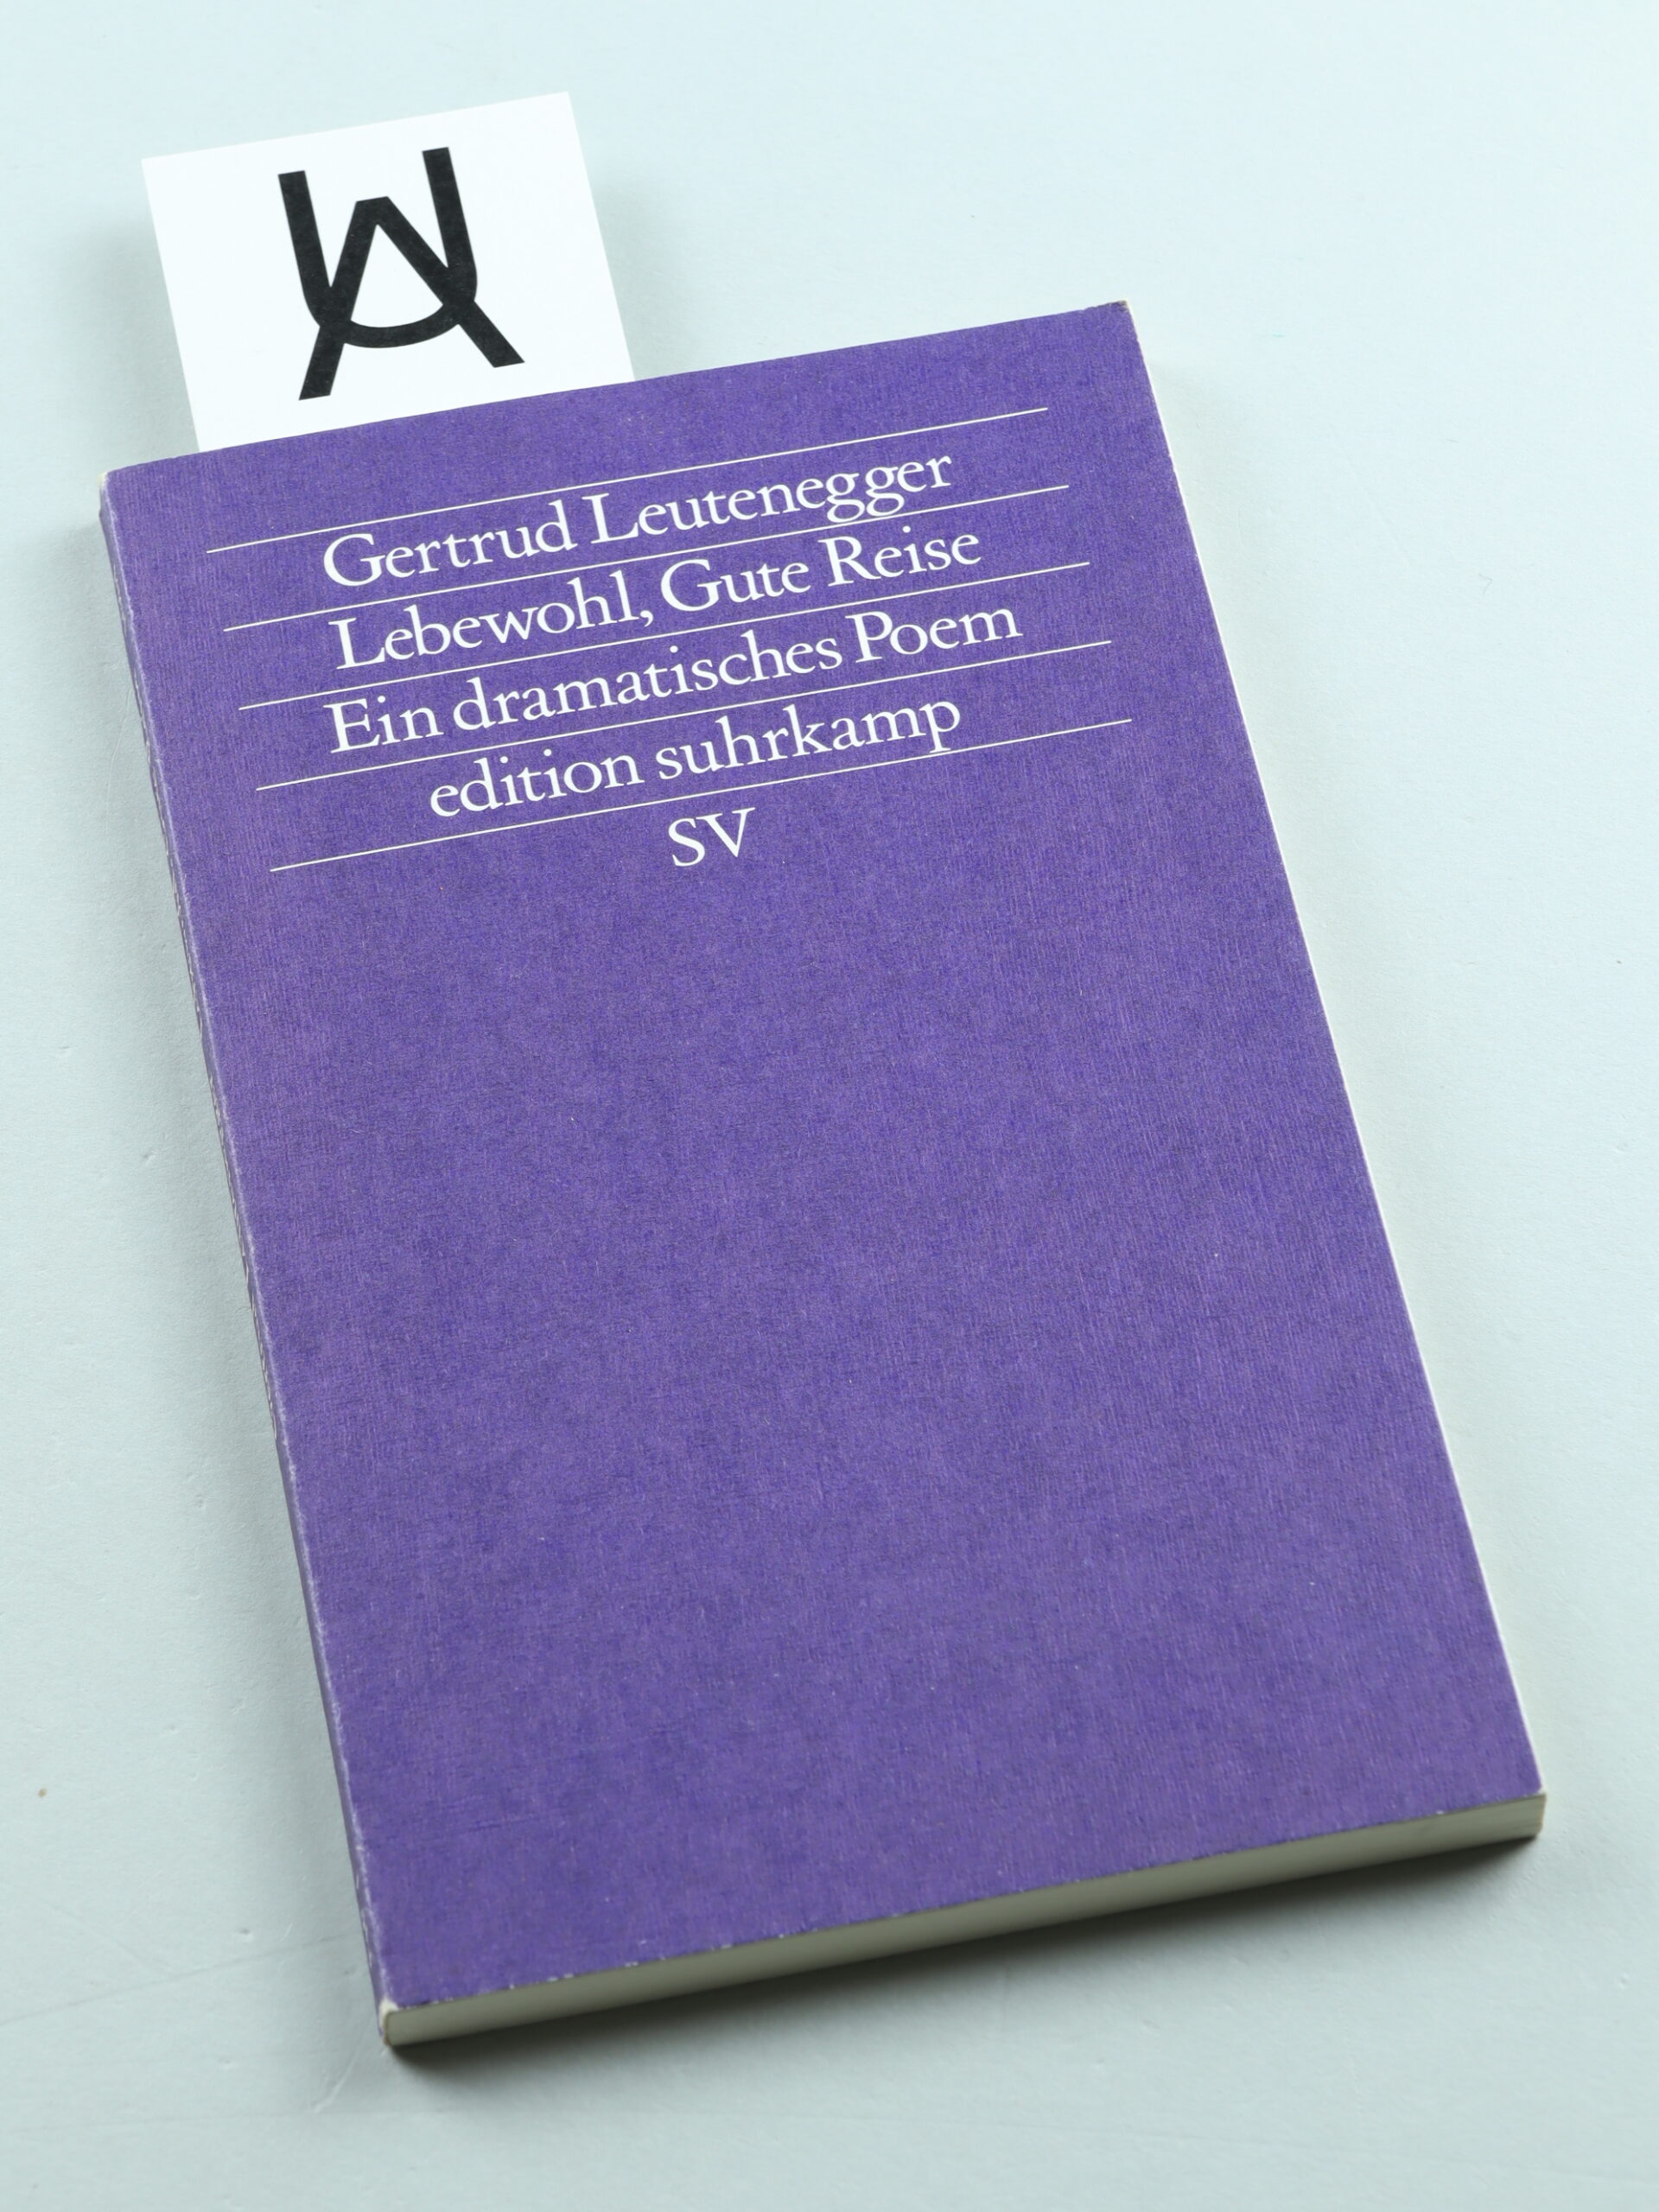 Gertrud Leutenegger
Lebewohl, Gute Reise
Ein dramatisches Poem
edition suhrkamp
SV